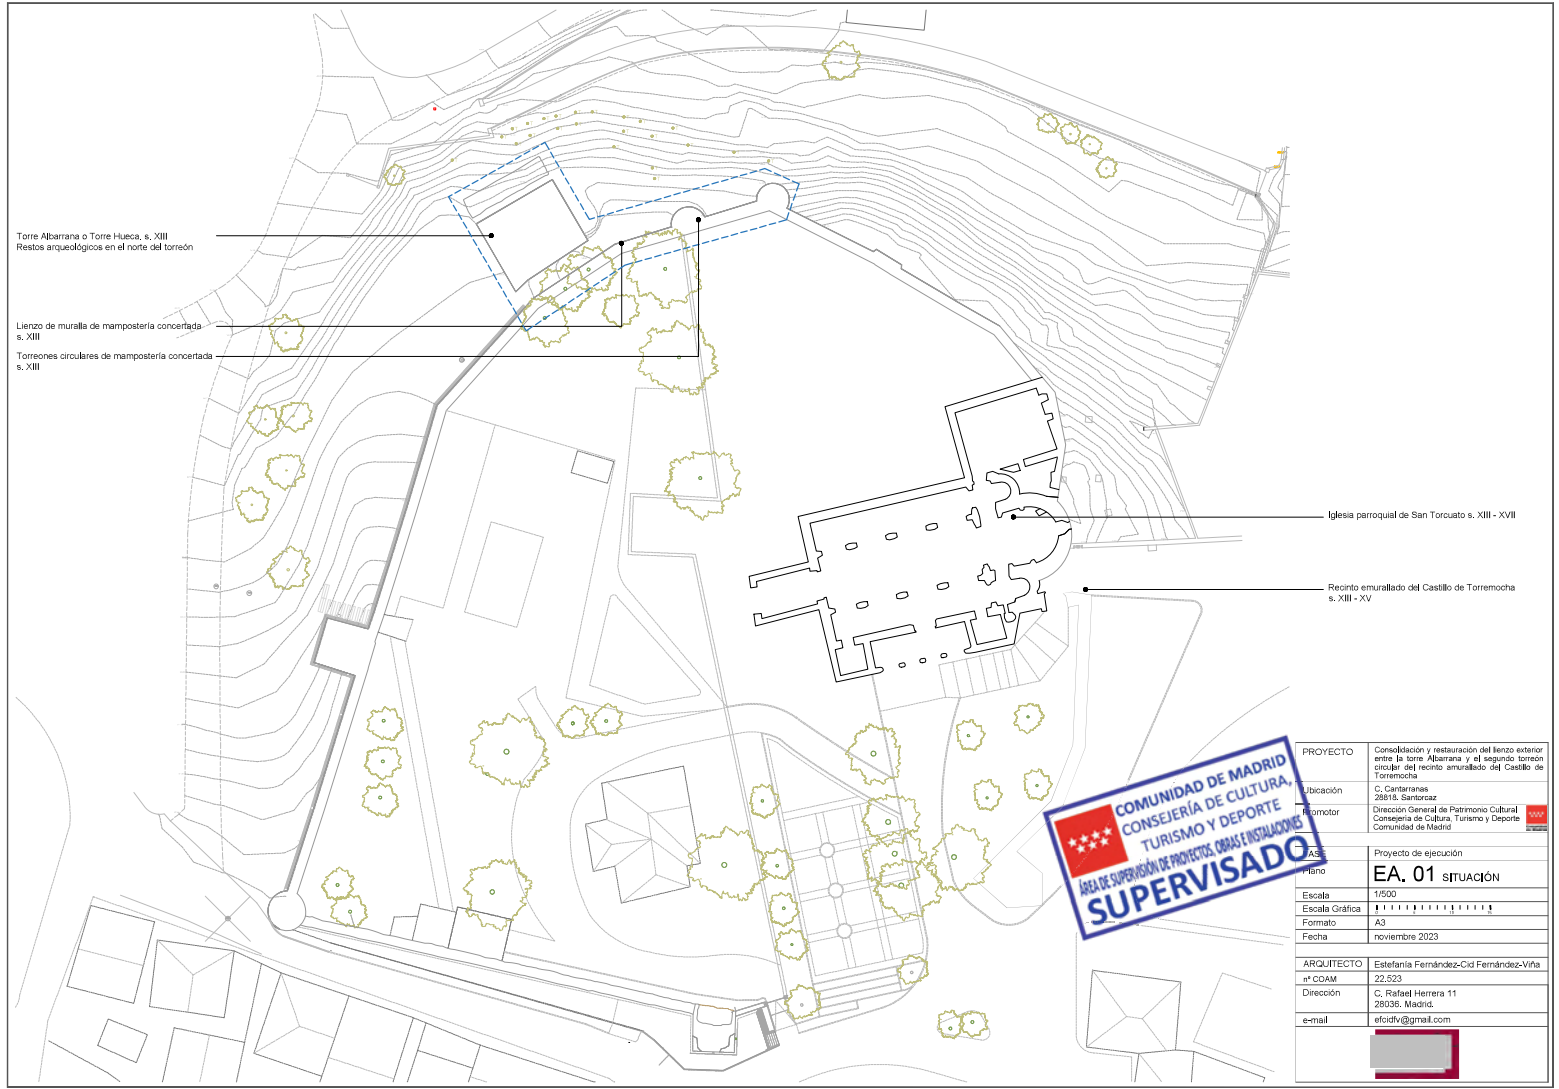 Torre Albarrana o Torre Hueca, s. XIII
Restos arqueológicos en el norte del torreón
Lienzo de muralla de mampostería concertada
s. XIII
Torreones circulares de mampostería concertada
s. XIII
Iglesia parroquial de San Torcuato s. XIII - XVII
Recinto emurallado del Castillo de Torremocha
s. XIII - XV
COMUNIDAD DE MADRID
CONSEJERÍA DE CULTURA,
TURISMO Y DEPORTE
ÁREA DE SUPERVISIÓN DE PROYECTOS, OBRAS E INSTALACIONES
SUPERVISADO
PROYECTO
Consolidación y restauración del lienzo exterior
entre la torre Albarrana y el segundo torreón
circular del recinto amurallado del Castillo de
Torremocha
Ubicación
C. Cantarranas
28818. Santorcaz
Promotor
Dirección General de Patrimonio Cultural
Consejería de Cultura, Turismo y Deporte
Comunidad de Madrid
FASE
Proyecto de ejecución
Plano
EA. 01 SITUACIÓN
Escala
1/500
Escala Gráfica
0 5 10 15
Formato
A3
Fecha
noviembre 2023
ARQUITECTO
Estefanía Fernández-Cid Fernández-Viña
nº COAM
22.523
Dirección
C. Rafael Herrera 11
28036. Madrid.
e-mail
efcidfv@gmail.com